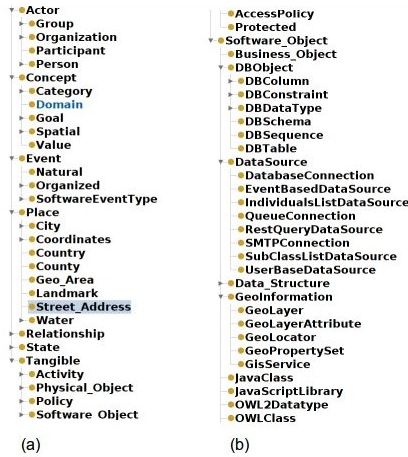 Actor
Group
Organization
Participant
Person
Concept
Category
Domain
Goal
Spatial
Value
Event
Natural
Organized
SoftwareEventType
Place
City
Coordinates
Country
County
Geo_Area
Landmark
Street_Address
Water
Relationship
State
Tangible
Activity
Physical_Object
Policy
Software_Object
(a)
AccessPolicy
Protected
Software_Object
Business_Object
DBObject
DBColumn
DBConstraint
DBDataType
DBSchema
DBSequence
DBTable
DataSource
DatabaseConnection
EventBasedDataSource
IndividualsListDataSource
QueueConnection
RestQueryDataSource
SMTPConnection
SubClassListDataSource
UserBaseDataSource
Data_Structure
GeoInformation
GeoLayer
GeoLayerAttribute
GeoLocator
GeoPropertySet
GisService
JavaClass
JavaScriptLibrary
OWL2Datatype
OWLClass
(b)